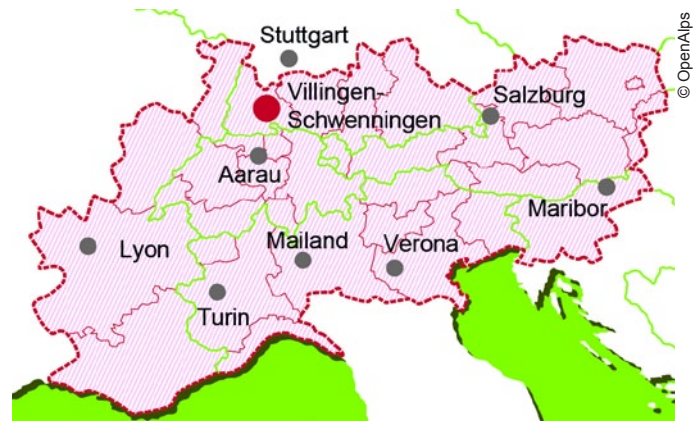 Stuttgart
© OpenAlps
Villingen-
Schwenningen
Salzburg
Aarau
Maribor
Lyon
Mailand
Verona
Turin